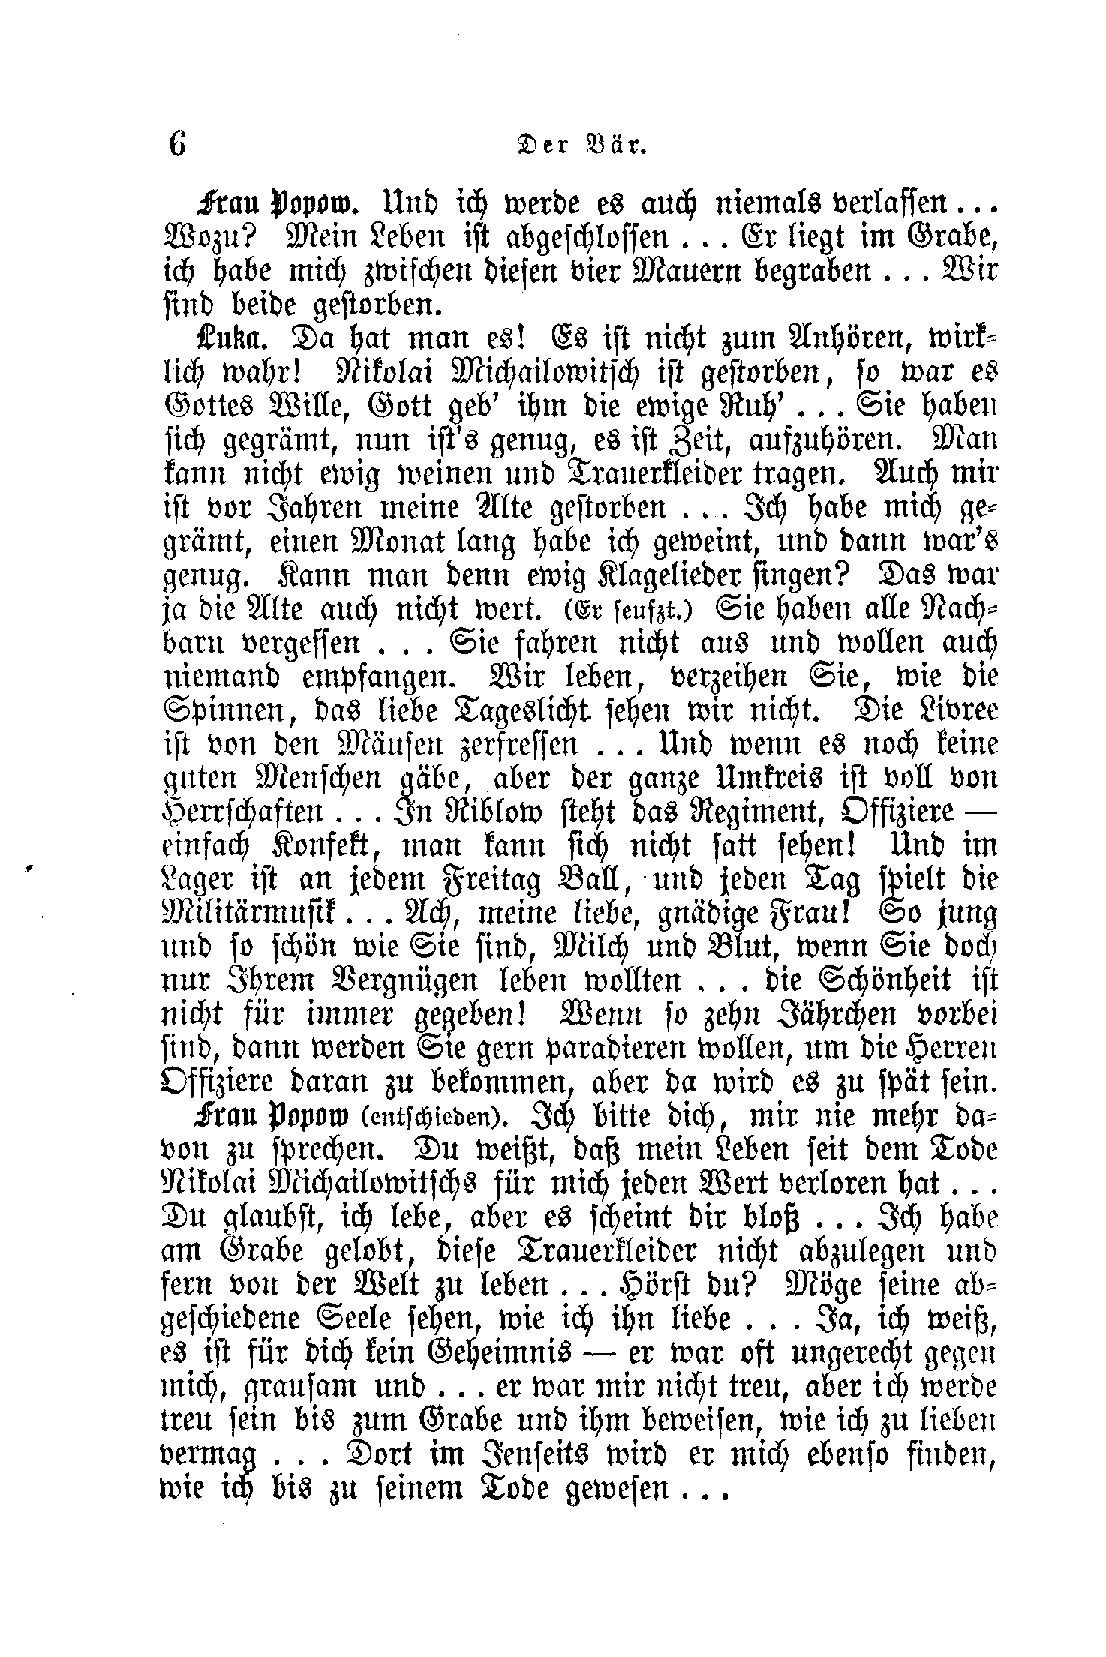 6 Der Bär.
Frau Popow. Und ich werde es auch niemals verlassen...
Wozu? Mein Leben ist abgeschlossen ... Er liegt im Grabe,
ich habe mich zwischen diesen vier Mauern begraben ... Wir
sind beide gestorben.
Luka. Da hat man es! Es ist nicht zum Anhören, wirk-
lich wahr! Nikolai Michailowitsch ist gestorben, so war es
Gottes Wille, Gott geb' ihm die ewige Ruh' ... Sie haben
sich gegrämt, nun ist's genug, es ist Zeit, aufzuhören. Man
kann nicht ewig weinen und Trauerkleider tragen. Auch mir
ist vor Jahren meine Alte gestorben ... Ich habe mich ge-
grämt, einen Monat lang habe ich geweint, und dann war's
genug. Kann man denn ewig Klagelieder singen? Das war
ja die Alte auch nicht wert. (Er seufzt.) Sie haben alle Nach-
barn vergessen ... Sie fahren nicht aus und wollen auch
niemand empfangen. Wir leben, verzeihen Sie, wie die
Spinnen, das liebe Tageslicht sehen wir nicht. Die Livree
ist von den Mäusen zerfressen ... Und wenn es noch keine
guten Menschen gäbe, aber der ganze Umkreis ist voll von
Herrschaften ... In Riblow steht das Regiment, Offiziere —
einfach Konfekt, man kann sich nicht satt sehen! Und im
Lager ist an jedem Freitag Ball, und jeden Tag spielt die
Militärmusik ... Ach, meine liebe, gnädige Frau! So jung
und so schön wie Sie sind, Milch und Blut, wenn Sie doch
nur Ihrem Vergnügen leben wollten ... die Schönheit ist
nicht für immer gegeben! Wenn so zehn Jährchen vorbei
sind, dann werden Sie gern paradieren wollen, um die Herren
Offiziere daran zu bekommen, aber da wird es zu spät sein.
Frau Popow (entschieden). Ich bitte dich, mir nie mehr da-
von zu sprechen. Du weißt, daß mein Leben seit dem Tode
Nikolai Michailowitschs für mich jeden Wert verloren hat ...
Du glaubst, ich lebe, aber es scheint dir bloß ... Ich habe
am Grabe gelobt, diese Trauerkleider nicht abzulegen und
fern von der Welt zu leben ... Hörst du? Möge seine ab-
geschiedene Seele sehen, wie ich ihn liebe ... Ja, ich weiß,
es ist für dich kein Geheimnis — er war oft ungerecht gegen
mich, grausam und ... er war mir nicht treu, aber ich werde
treu sein bis zum Grabe und ihm beweisen, wie ich zu lieben
vermag ... Dort im Jenseits wird er mich ebenso finden,
wie ich bis zu seinem Tode gewesen ...